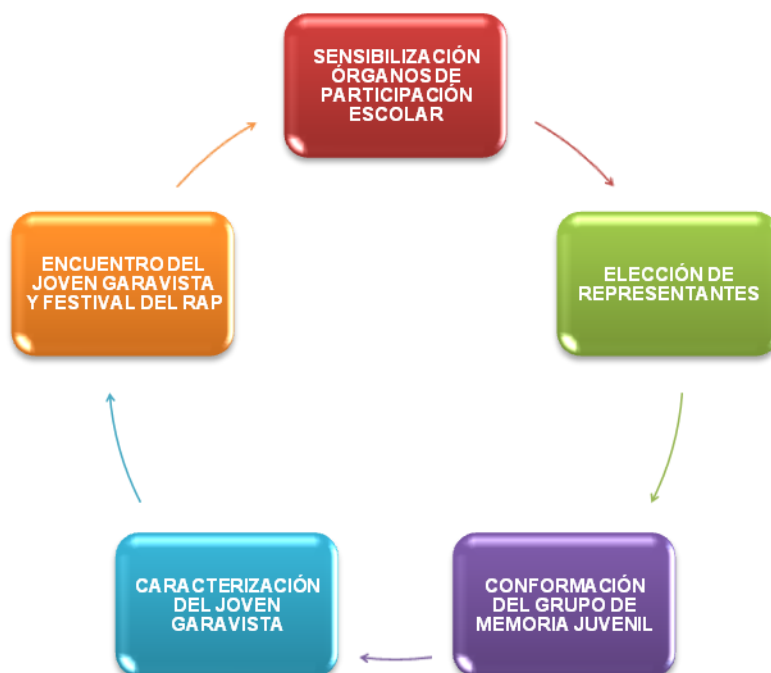 SENSIBILIZACIÓN
ÓRGANOS DE
PARTICIPACIÓN
ESCOLAR
ELECCIÓN DE
REPRESENTANTES
CONFORMACIÓN
DEL GRUPO DE
MEMORIA JUVENIL
CARACTERIZACIÓN
DEL JOVEN
GARAVISTA
ENCUENTRO DEL
JOVEN GARAVISTA
Y FESTIVAL DEL RAP